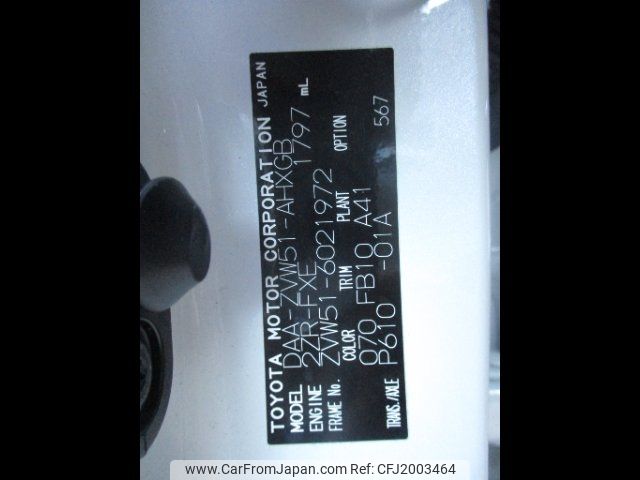 TOYOTA MOTOR CORPORATION JAPAN
MODEL DAA-ZVW51-AHXGB
ENGINE 2ZR-FXE 1797 mL
FRAME No. ZVW51-6021972
COLOR TRIM PLANT OPTION
070 FB10 A41 567
TRANS./AXLE P610 -01A
www.CarFromJapan.com | Car Ref: CFJ2003464